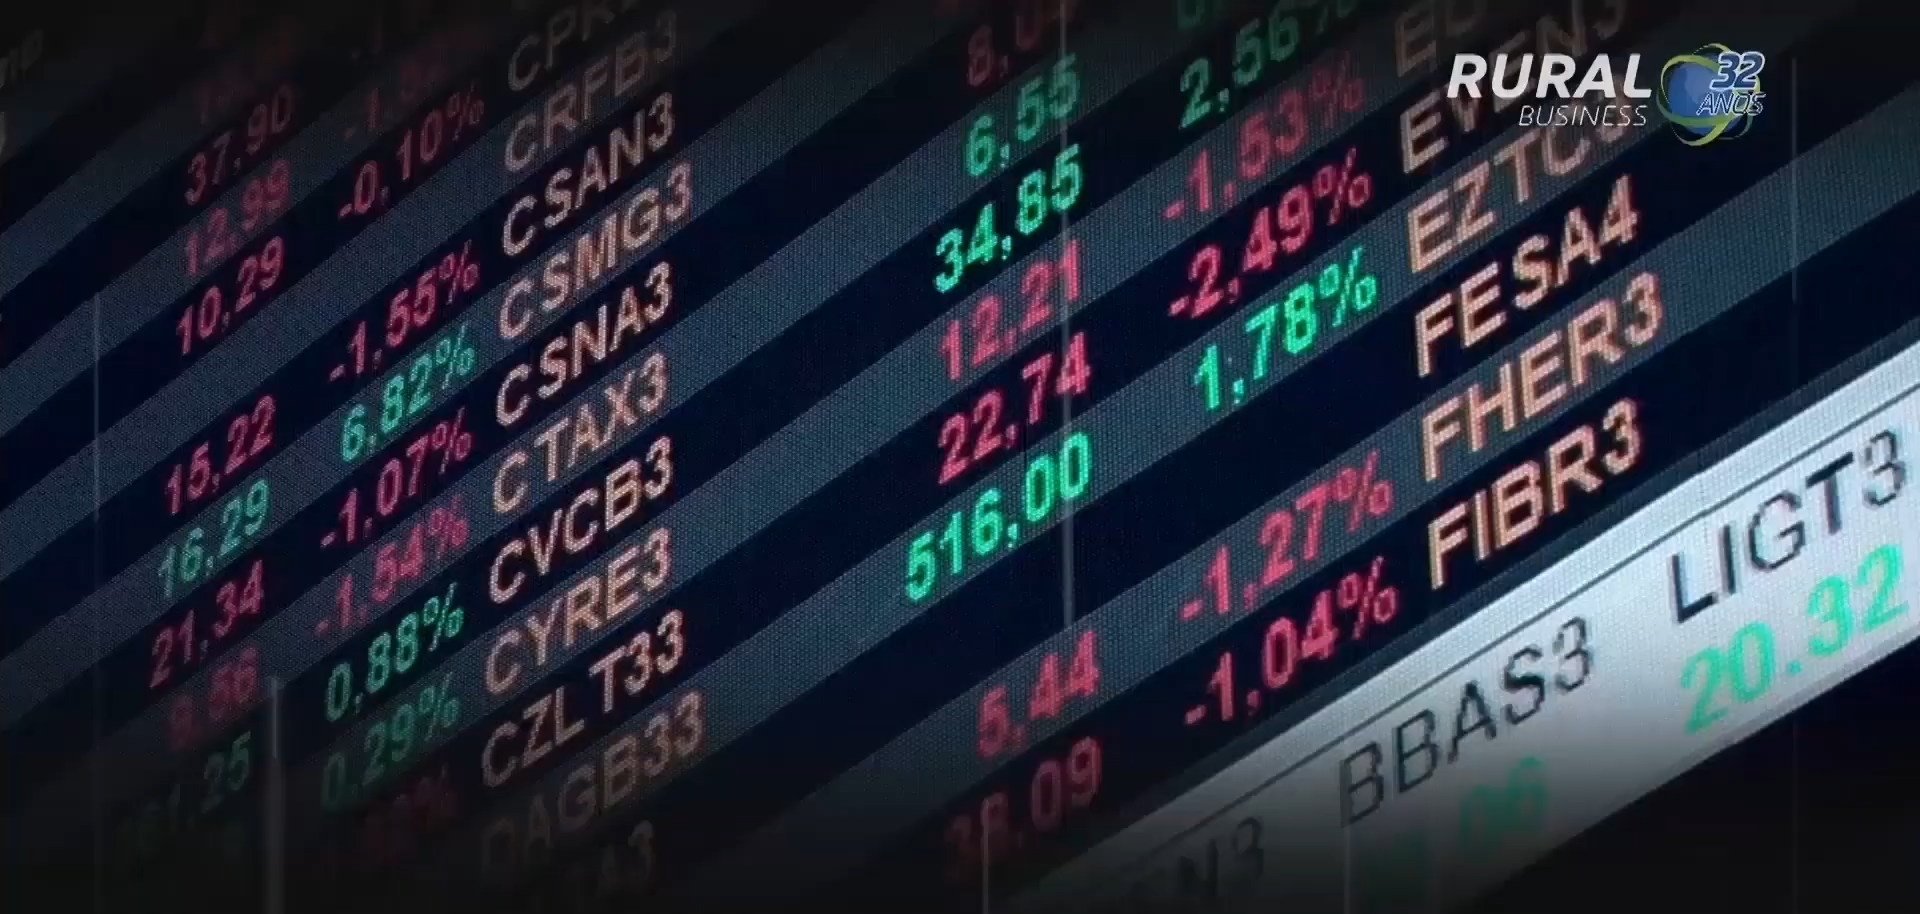 RURAL
BUSINESS
32
ANOS
37,90
12,99 -0,10%
10,29
15,22 -1,55%
16,29 6,82%
21,34 -1,07%
-1,54%
0,88%
0,29%
CRFB3
CSAN3
CSMG3
CSNA3
CTAX3
CVCB3
CYRE3
CZL T33
DAGB33
6,55 2,56%
34,85 -1,53%
12,21 -2,49%
22,74 1,78%
516,00
5,44 -1,27%
38,09 -1,04%
EVEN3
FESA4
FHER3
FIBR3
BBAS3
LIGT3
20.32